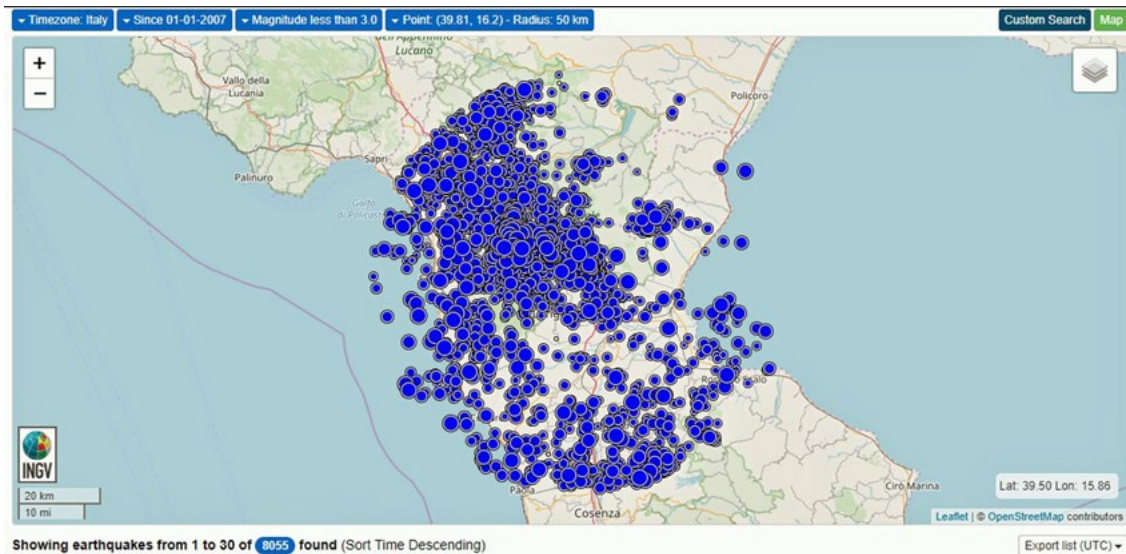 Timezone: Italy Since 01-01-2007 Magnitude less than 3.0 Point: (39.81, 16.2) - Radius: 50 km Custom Search Map
dell'Appennino
Lucano
+
−
Vallo della
Lucania
Policoro
Sapri
Palinuro
Golfo
di Policast
INGV
Paola
Cosenza
Cirò Marina
20 km
10 mi
Lat: 39.50 Lon: 15.86
Leaflet | © OpenStreetMap contributors
Showing earthquakes from 1 to 30 of 8055 found (Sort Time Descending) Export list (UTC)